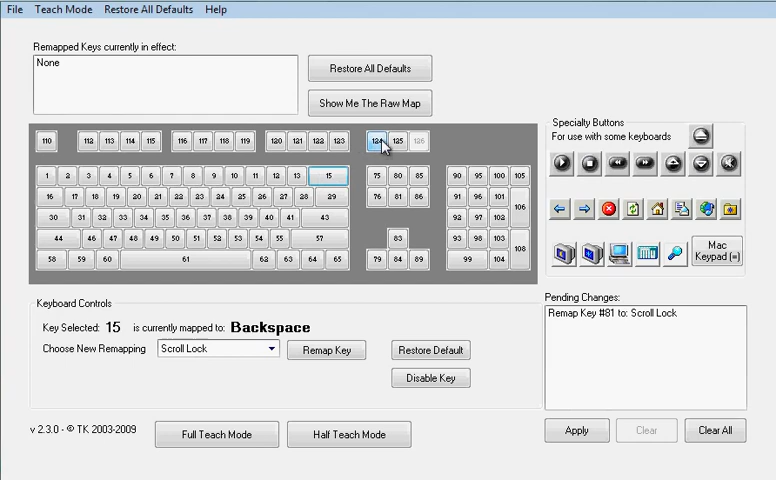 File Teach Mode Restore All Defaults Help
Remapped Keys currently in effect:
None
Restore All Defaults
Show Me The Raw Map
Specialty Buttons
For use with some keyboards
110 112 113 114 115 116 117 118 119 120 121 122 123 124 125 126
1 2 3 4 5 6 7 8 9 10 11 12 13 15 75 80 85 90 95 100 105
16 17 18 19 20 21 22 23 24 25 26 27 28 29 76 81 86 91 96 101 106
30 31 32 33 34 35 36 37 38 39 40 41 43 92 97 102
44 46 47 48 49 50 51 52 53 54 55 57 83 93 98 103 108
58 59 60 61 62 63 64 65 79 84 89 99 104
Mac
Keypad (=)
Keyboard Controls
Key Selected: 15 is currently mapped to: Backspace
Choose New Remapping Scroll Lock Remap Key Restore Default
Disable Key
Pending Changes:
Remap Key #81 to: Scroll Lock
v 2.3.0 - © TK 2003-2009 Full Teach Mode Half Teach Mode
Apply Clear Clear All